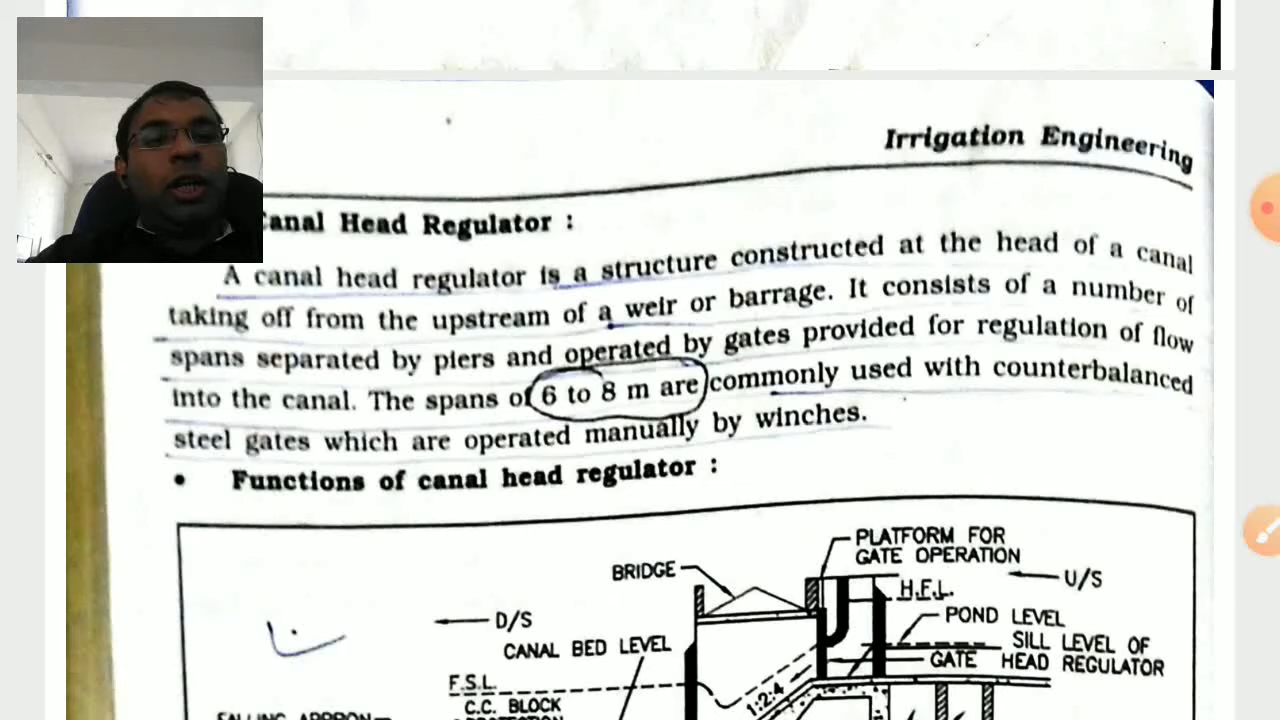 Irrigation Engineering
Canal Head Regulator :
A canal head regulator is a structure constructed at the head of a canal
taking off from the upstream of a weir or barrage. It consists of a number of
spans separated by piers and operated by gates provided for regulation of flow
into the canal. The spans of 6 to 8 m are commonly used with counterbalanced
steel gates which are operated manually by winches.
• Functions of canal head regulator :
PLATFORM FOR
GATE OPERATION
BRIDGE
U/S
H.F.L.
D/S
POND LEVEL
CANAL BED LEVEL
SILL LEVEL OF
GATE HEAD REGULATOR
F.S.L.
1:2:4
C.C. BLOCK